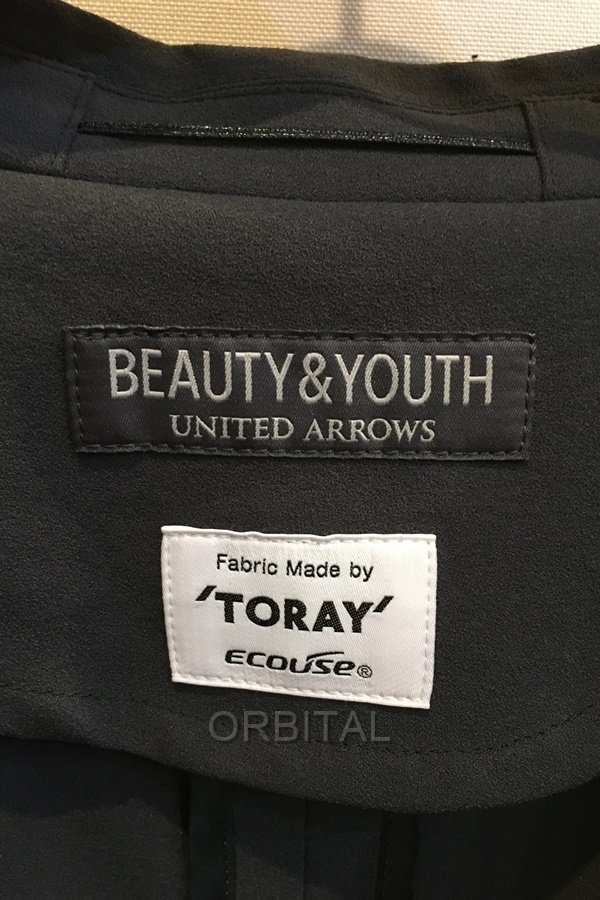 BEAUTY&YOUTH
UNITED ARROWS
Fabric Made by
'TORAY'
ECOUSE®
ORBITAL